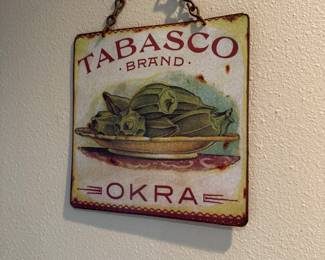 TABASCO
· BRAND ·
OKRA